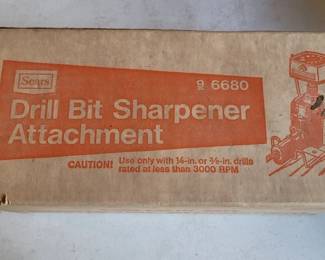 Sears
9 6680
Drill Bit Sharpener
Attachment
CAUTION! Use only with 1/4-in. or 3/8-in. drills
rated at less than 3000 RPM